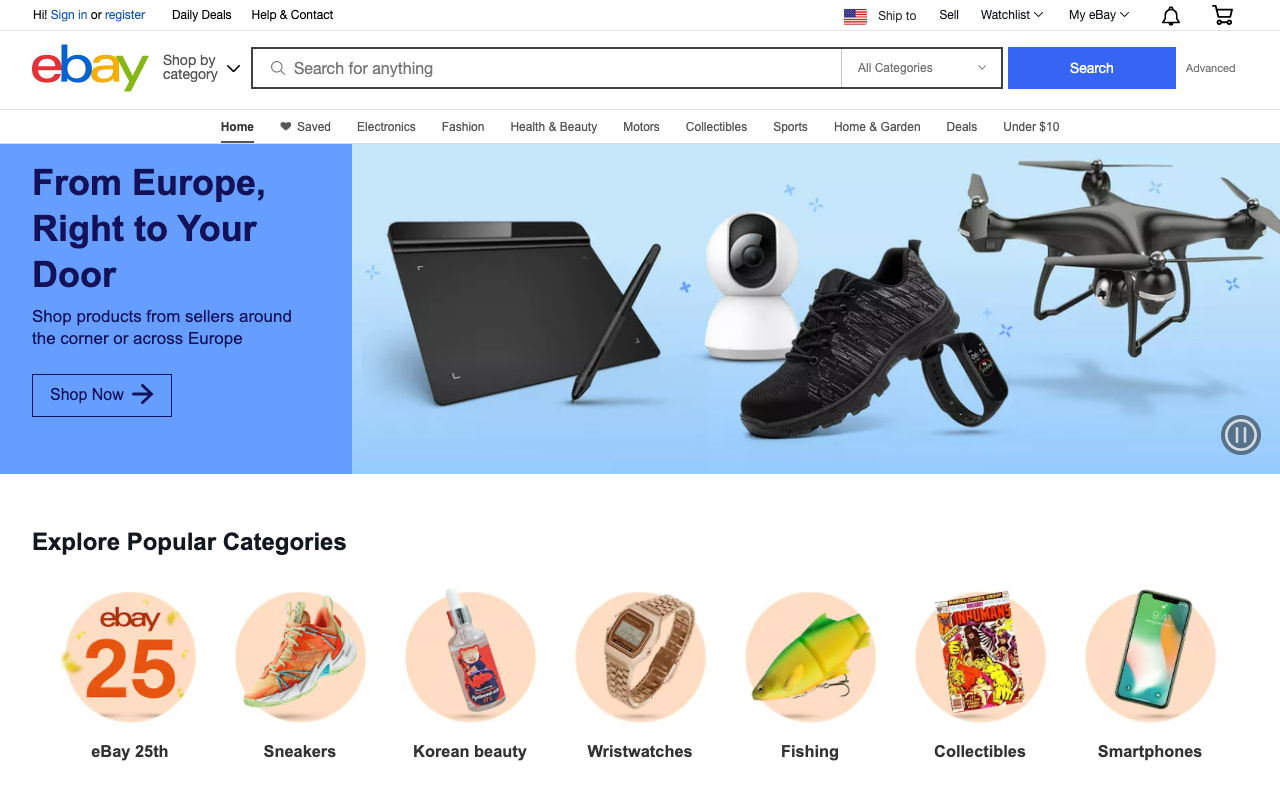 Hi! Sign in or register
Daily Deals
Help & Contact
Ship to
Sell
Watchlist
My eBay
ebay
Shop by
category
Search for anything
All Categories
Search
Advanced
Home
Saved
Electronics
Fashion
Health & Beauty
Motors
Collectibles
Sports
Home & Garden
Deals
Under $10
From Europe,
Right to Your
Door
Shop products from sellers around
the corner or across Europe
Shop Now
Explore Popular Categories
ebay
25
INHUMANS
eBay 25th
Sneakers
Korean beauty
Wristwatches
Fishing
Collectibles
Smartphones